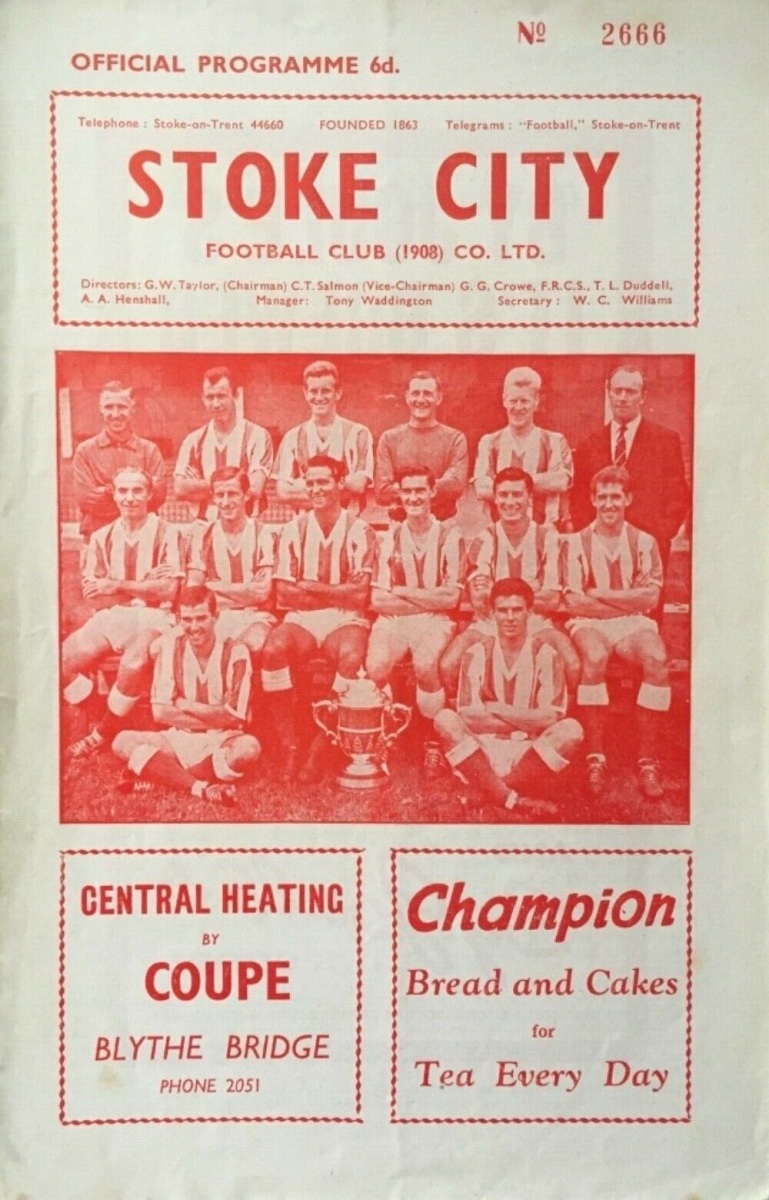 Nº 2666
OFFICIAL PROGRAMME 6d.
Telephone : Stoke-on-Trent 44660 FOUNDED 1863 Telegrams : "Football," Stoke-on-Trent
STOKE CITY
FOOTBALL CLUB (1908) CO. LTD.
Directors: G.W. Taylor, (Chairman) C.T. Salmon (Vice-Chairman) G. G. Crowe, F.R.C.S., T. L. Duddell,
A. A. Henshall, Manager: Tony Waddington Secretary : W. C. Williams
CENTRAL HEATING
BY
COUPE
BLYTHE BRIDGE
PHONE 2051
Champion
Bread and Cakes
for
Tea Every Day